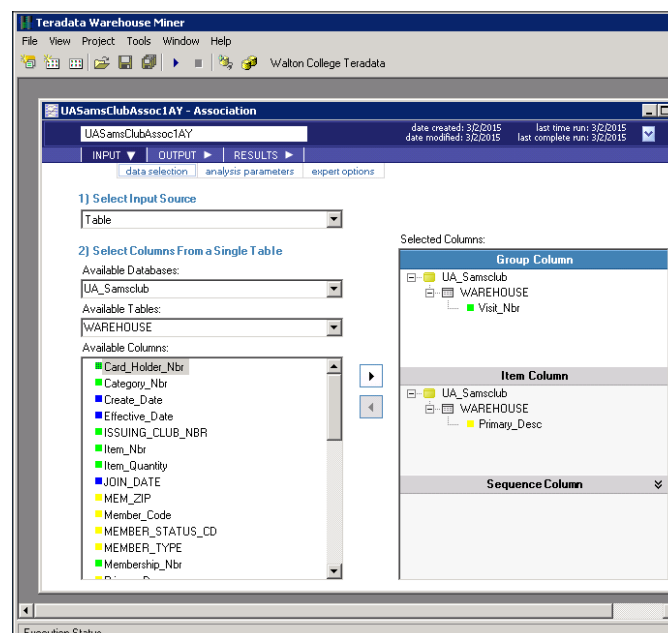 Teradata Warehouse Miner
File View Project Tools Window Help
Walton College Teradata
UASamsClubAssoc1AY - Association
UASamsClubAssoc1AY
date created: 3/2/2015 last time run: 3/2/2015
date modified: 3/2/2015 last complete run: 3/2/2015
INPUT OUTPUT RESULTS
data selection analysis parameters expert options
1) Select Input Source
Table
2) Select Columns From a Single Table
Available Databases:
UA_Samsclub
Available Tables:
WAREHOUSE
Available Columns:
Card_Holder_Nbr
Category_Nbr
Create_Date
Effective_Date
ISSUING_CLUB_NBR
Item_Nbr
Item_Quantity
JOIN_DATE
MEM_ZIP
Member_Code
MEMBER_STATUS_CD
MEMBER_TYPE
Membership_Nbr
Selected Columns:
Group Column
UA_Samsclub
WAREHOUSE
Visit_Nbr
Item Column
UA_Samsclub
WAREHOUSE
Primary_Desc
Sequence Column
Execution Status